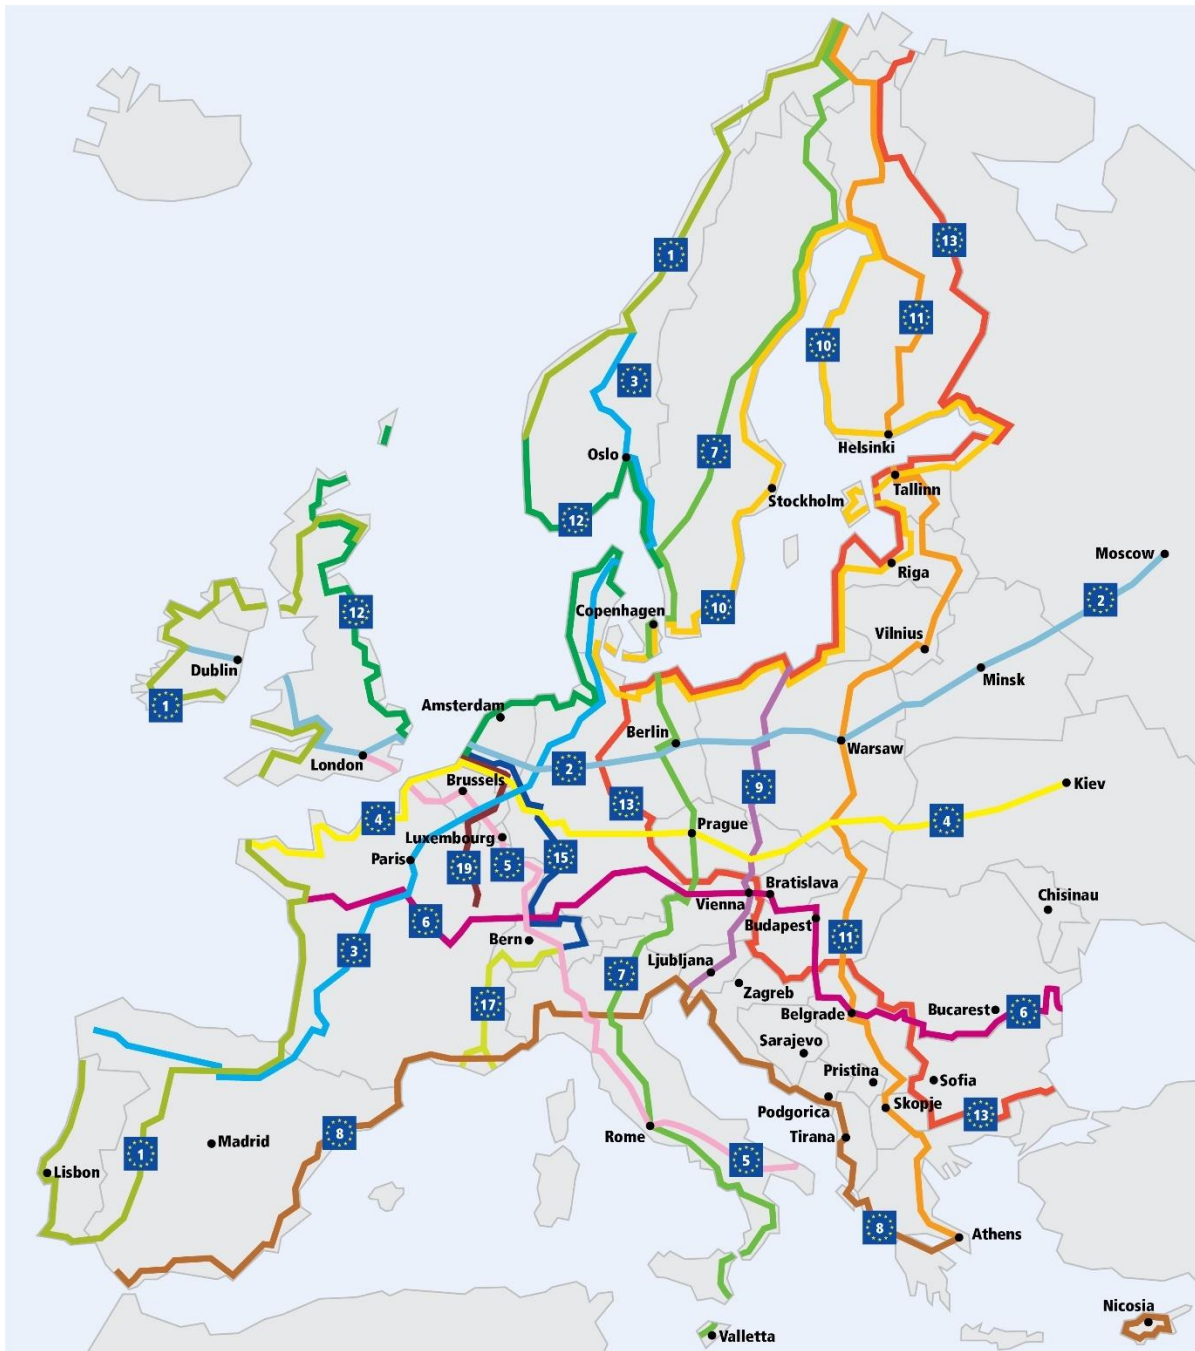 1
13
11
10
3
7
Oslo
Helsinki
12
Stockholm
Tallinn
Moscow
Riga
2
10
Copenhagen
12
Vilnius
Dublin
Minsk
1
Amsterdam
Berlin
Warsaw
London
2
Brussels
9
Kiev
13
4
Prague
4
Luxembourg
Paris
19
5
15
Bratislava
Vienna
Chisinau
6
Budapest
Bern
11
3
Ljubljana
7
Zagreb
17
Belgrade
Bucarest
6
Sarajevo
Pristina
Sofia
Podgorica
Skopje
13
8
Madrid
Rome
Tirana
1
5
Lisbon
8
Athens
Nicosia
Valletta